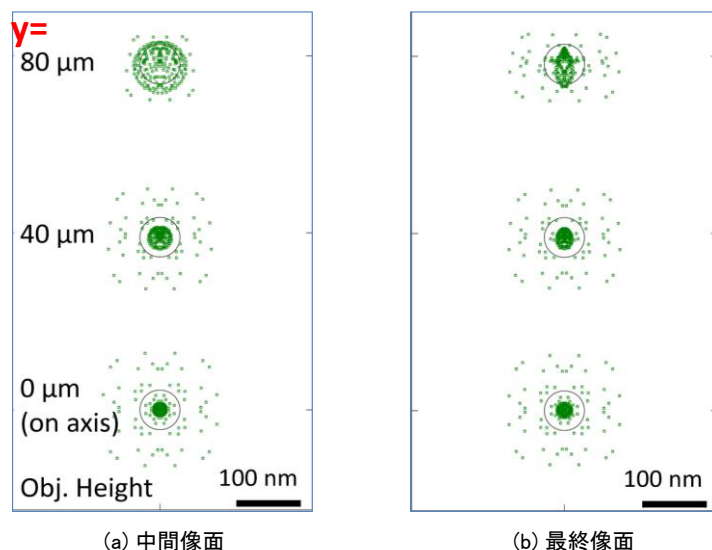 y=
80 μm
40 μm
0 μm
(on axis)
Obj. Height
100 nm
100 nm
(a) 中間像面
(b) 最終像面